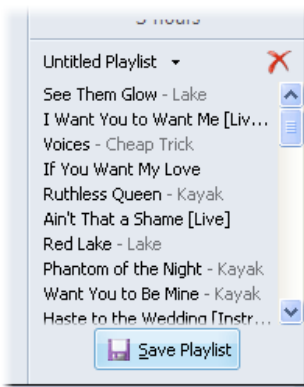 5 hours
Untitled Playlist
See Them Glow - Lake
I Want You to Want Me [Liv...
Voices - Cheap Trick
If You Want My Love
Ruthless Queen - Kayak
Ain't That a Shame [Live]
Red Lake - Lake
Phantom of the Night - Kayak
Want You to Be Mine - Kayak
Haste to the Wedding [Instr...
Save Playlist